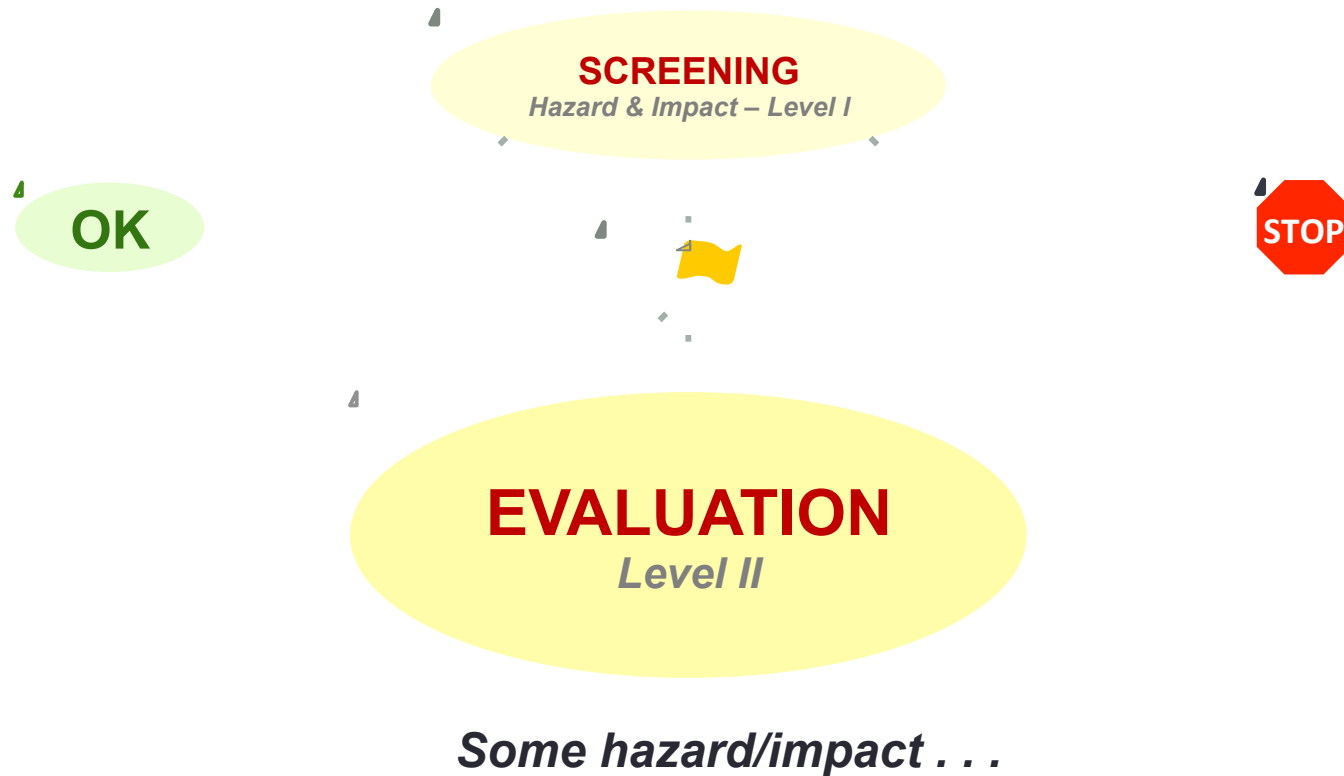 SCREENING
Hazard & Impact – Level I
OK
STOP
EVALUATION
Level II
Some hazard/impact . . .